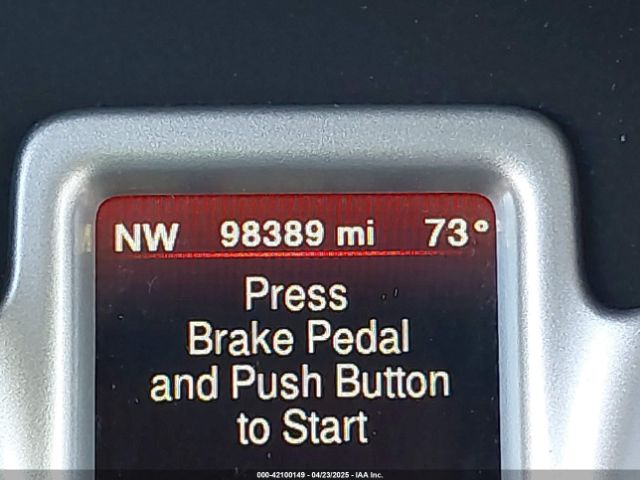 NW 98389 mi 73°
Press
Brake Pedal
and Push Button
to Start
000-42100149 - 04/23/2025 - IAA Inc.